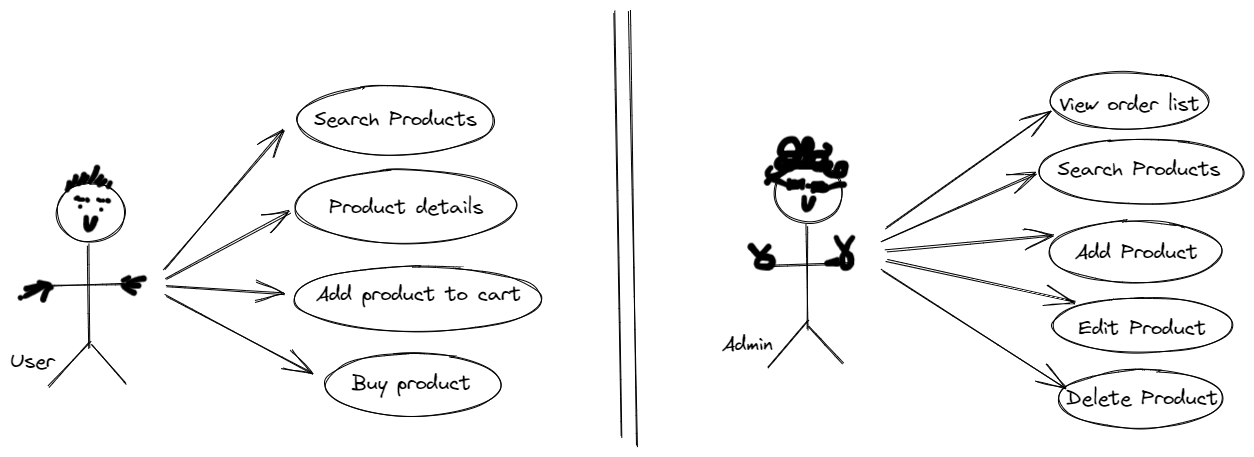 Search Products
Product details
Add product to cart
Buy product
User
View order list
Search Products
Add Product
Edit Product
Delete Product
Admin